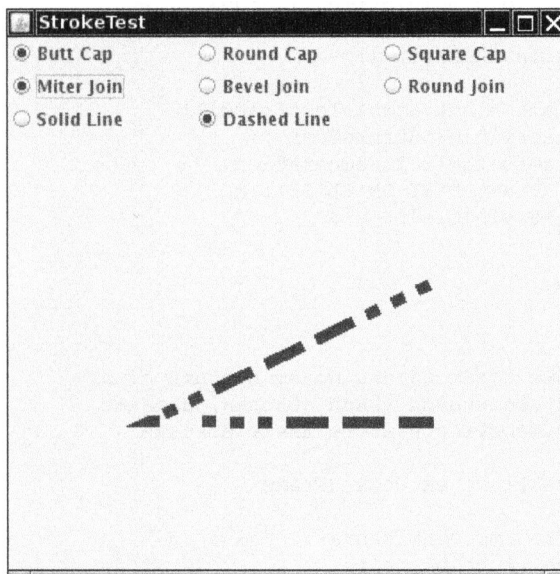 StrokeTest
Butt Cap Round Cap Square Cap
Miter Join Bevel Join Round Join
Solid Line Dashed Line